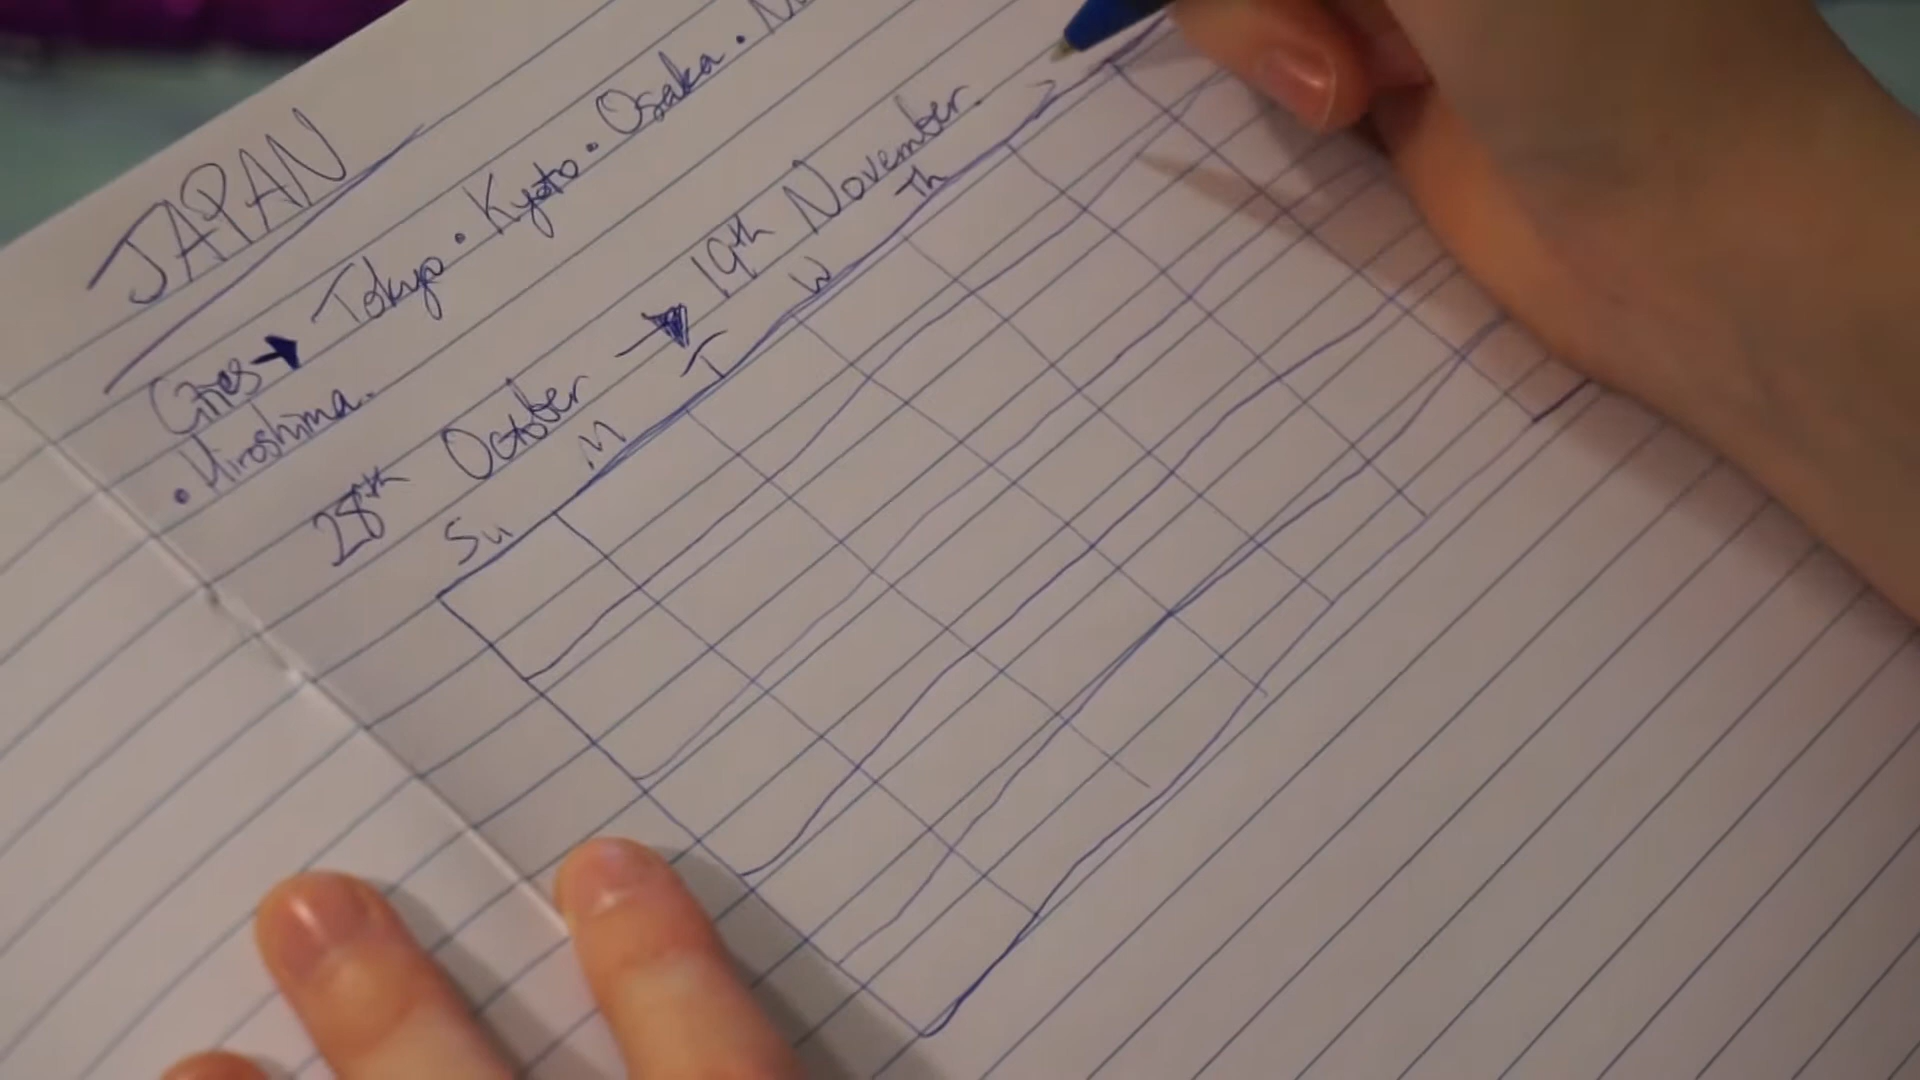 JAPAN
Cities → Tokyo • Kyoto • Osaka •
• Hiroshima.
28th October → 19th November.
Su M T W Th